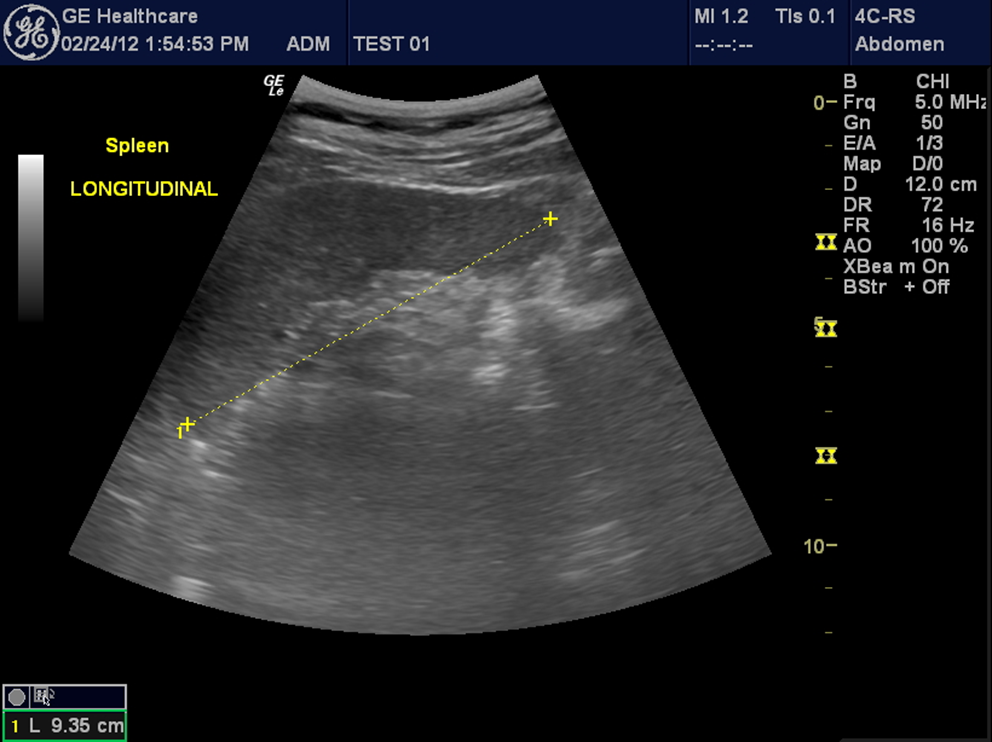 GE Healthcare
02/24/12 1:54:53 PM ADM TEST 01
MI 1.2 TIs 0.1
--:--:--
4C-RS
Abdomen
GE
Le
Spleen
LONGITUDINAL
B CHI
Frq 5.0 MHz
Gn 50
E/A 1/3
Map D/0
D 12.0 cm
DR 72
FR 16 Hz
AO 100 %
XBeam On
BStr + Off
0
5
10
1
1 L 9.35 cm